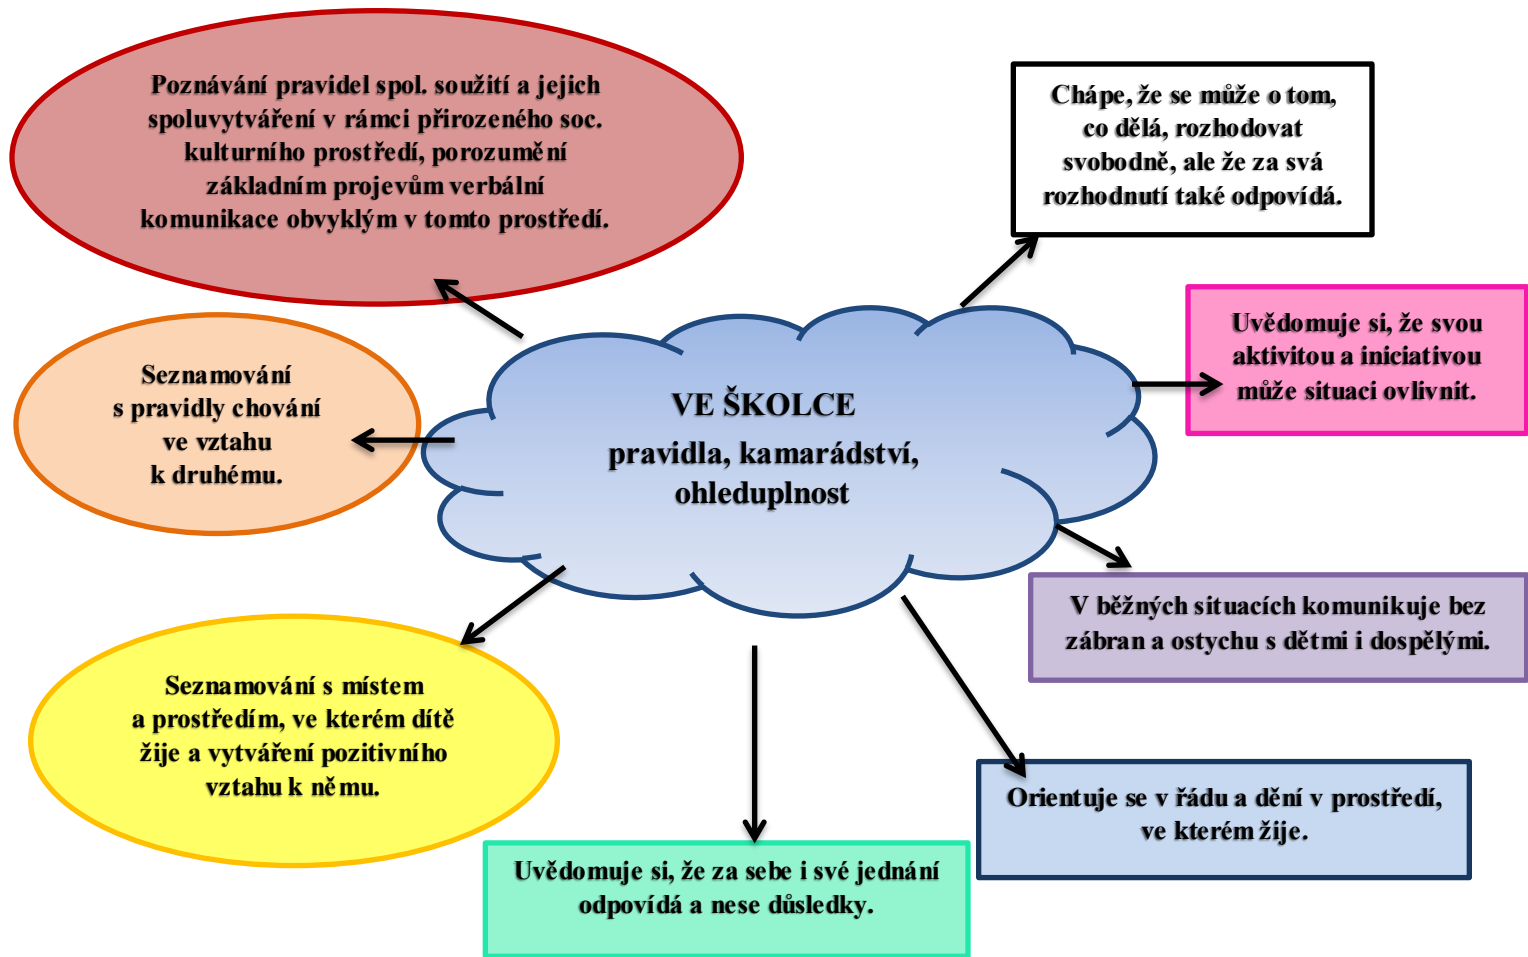 Poznávání pravidel spol. soužití a jejich
spoluvytváření v rámci přirozeného soc.
kulturního prostředí, porozumění
základním projevům verbální
komunikace obvyklým v tomto prostředí.
Chápe, že se může o tom,
co dělá, rozhodovat
svobodně, ale že za svá
rozhodnutí také odpovídá.
Seznamování
s pravidly chování
ve vztahu
k druhému.
VE ŠKOLCE
pravidla, kamarádství,
ohleduplnost
Uvědomuje si, že svou
aktivitou a iniciativou
může situaci ovlivnit.
V běžných situacích komunikuje bez
zábran a ostychu s dětmi i dospělými.
Seznamování s místem
a prostředím, ve kterém dítě
žije a vytváření pozitivního
vztahu k němu.
Orientuje se v řádu a dění v prostředí,
ve kterém žije.
Uvědomuje si, že za sebe i své jednání
odpovídá a nese důsledky.